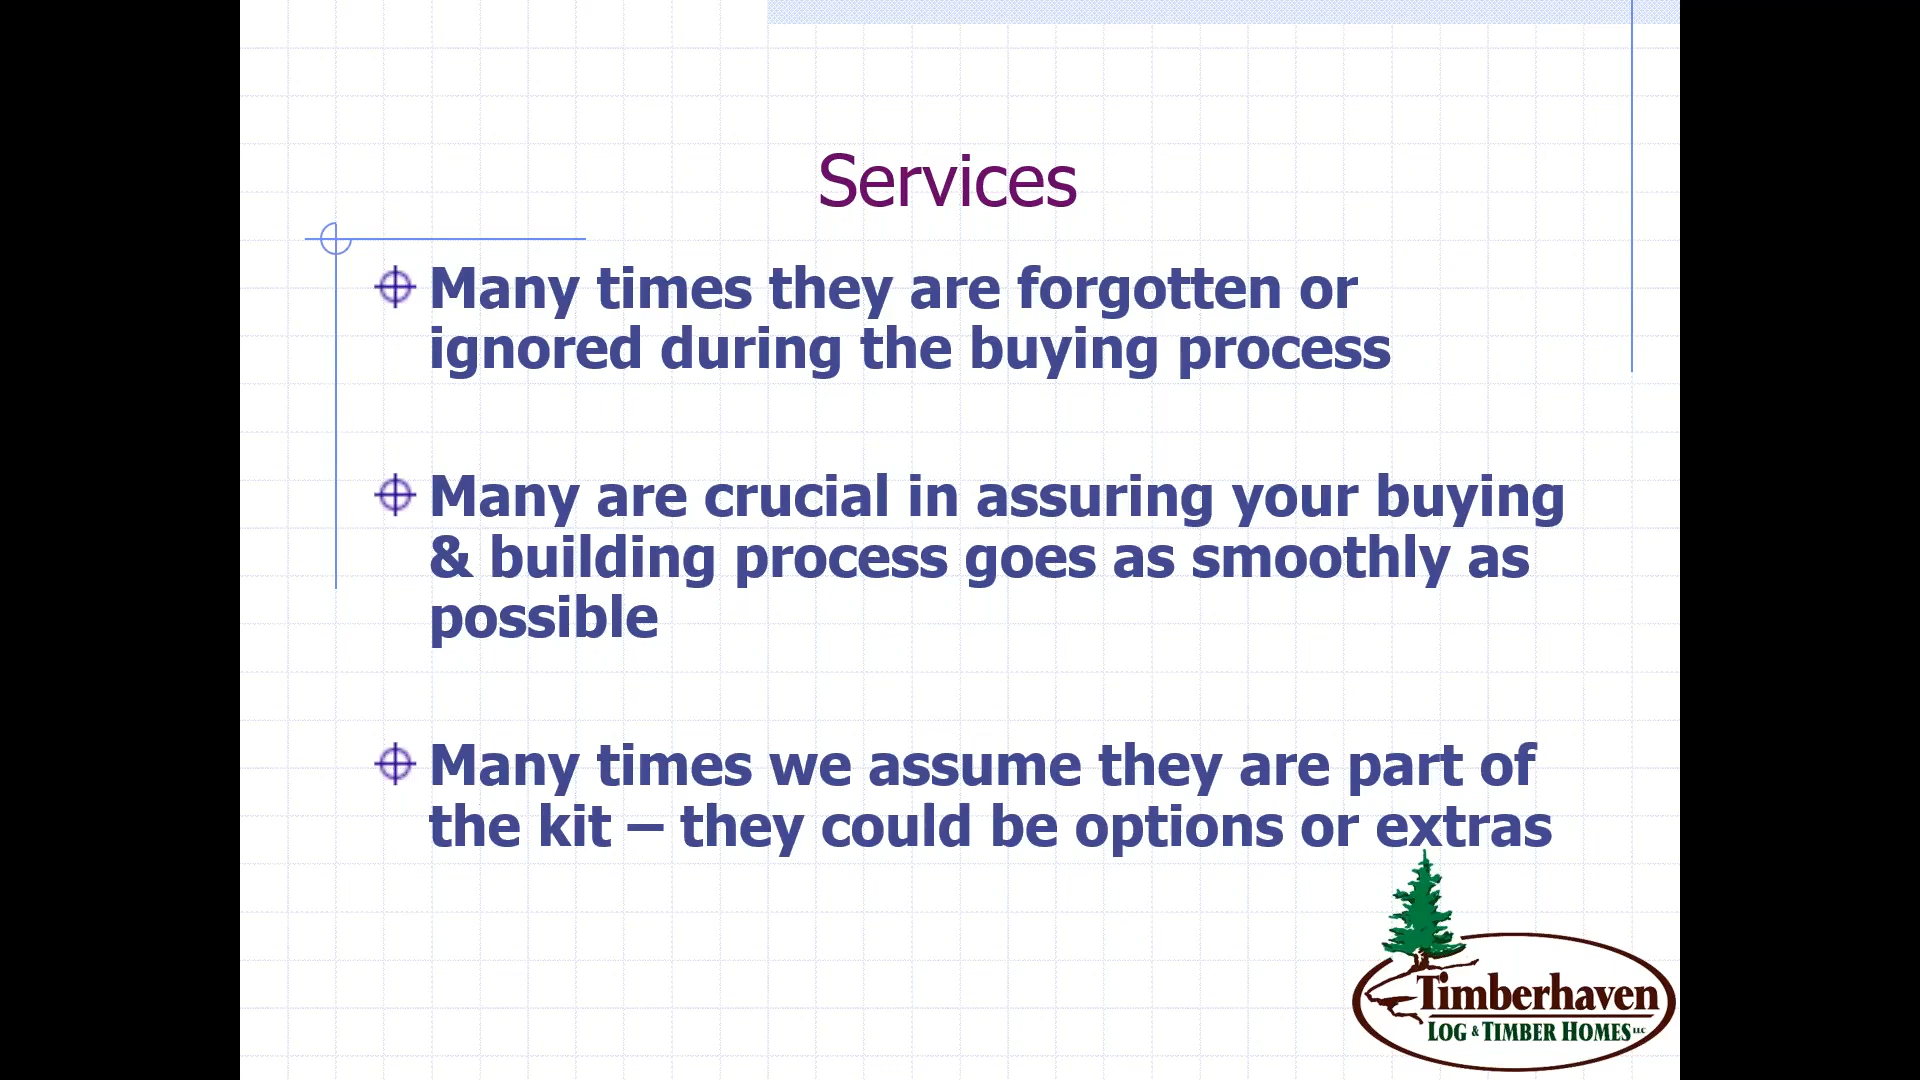 Services
Many times they are forgotten or
ignored during the buying process
Many are crucial in assuring your buying
& building process goes as smoothly as
possible
Many times we assume they are part of
the kit – they could be options or extras
Timberhaven
LOG & TIMBER HOMES LLC